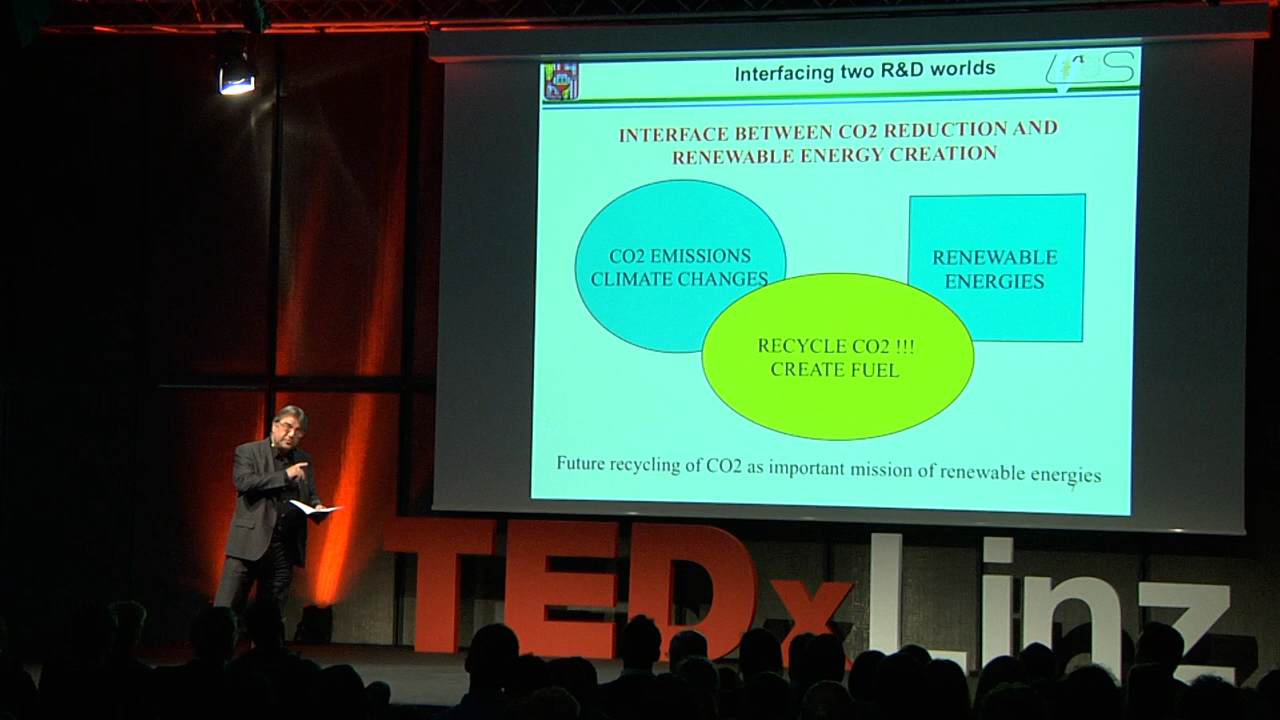 Interfacing two R&D worlds
INTERFACE BETWEEN CO2 REDUCTION AND
RENEWABLE ENERGY CREATION
CO2 EMISSIONS
CLIMATE CHANGES
RENEWABLE
ENERGIES
RECYCLE CO2 !!!
CREATE FUEL
Future recycling of CO2 as important mission of renewable energies
7
TEDxLinz